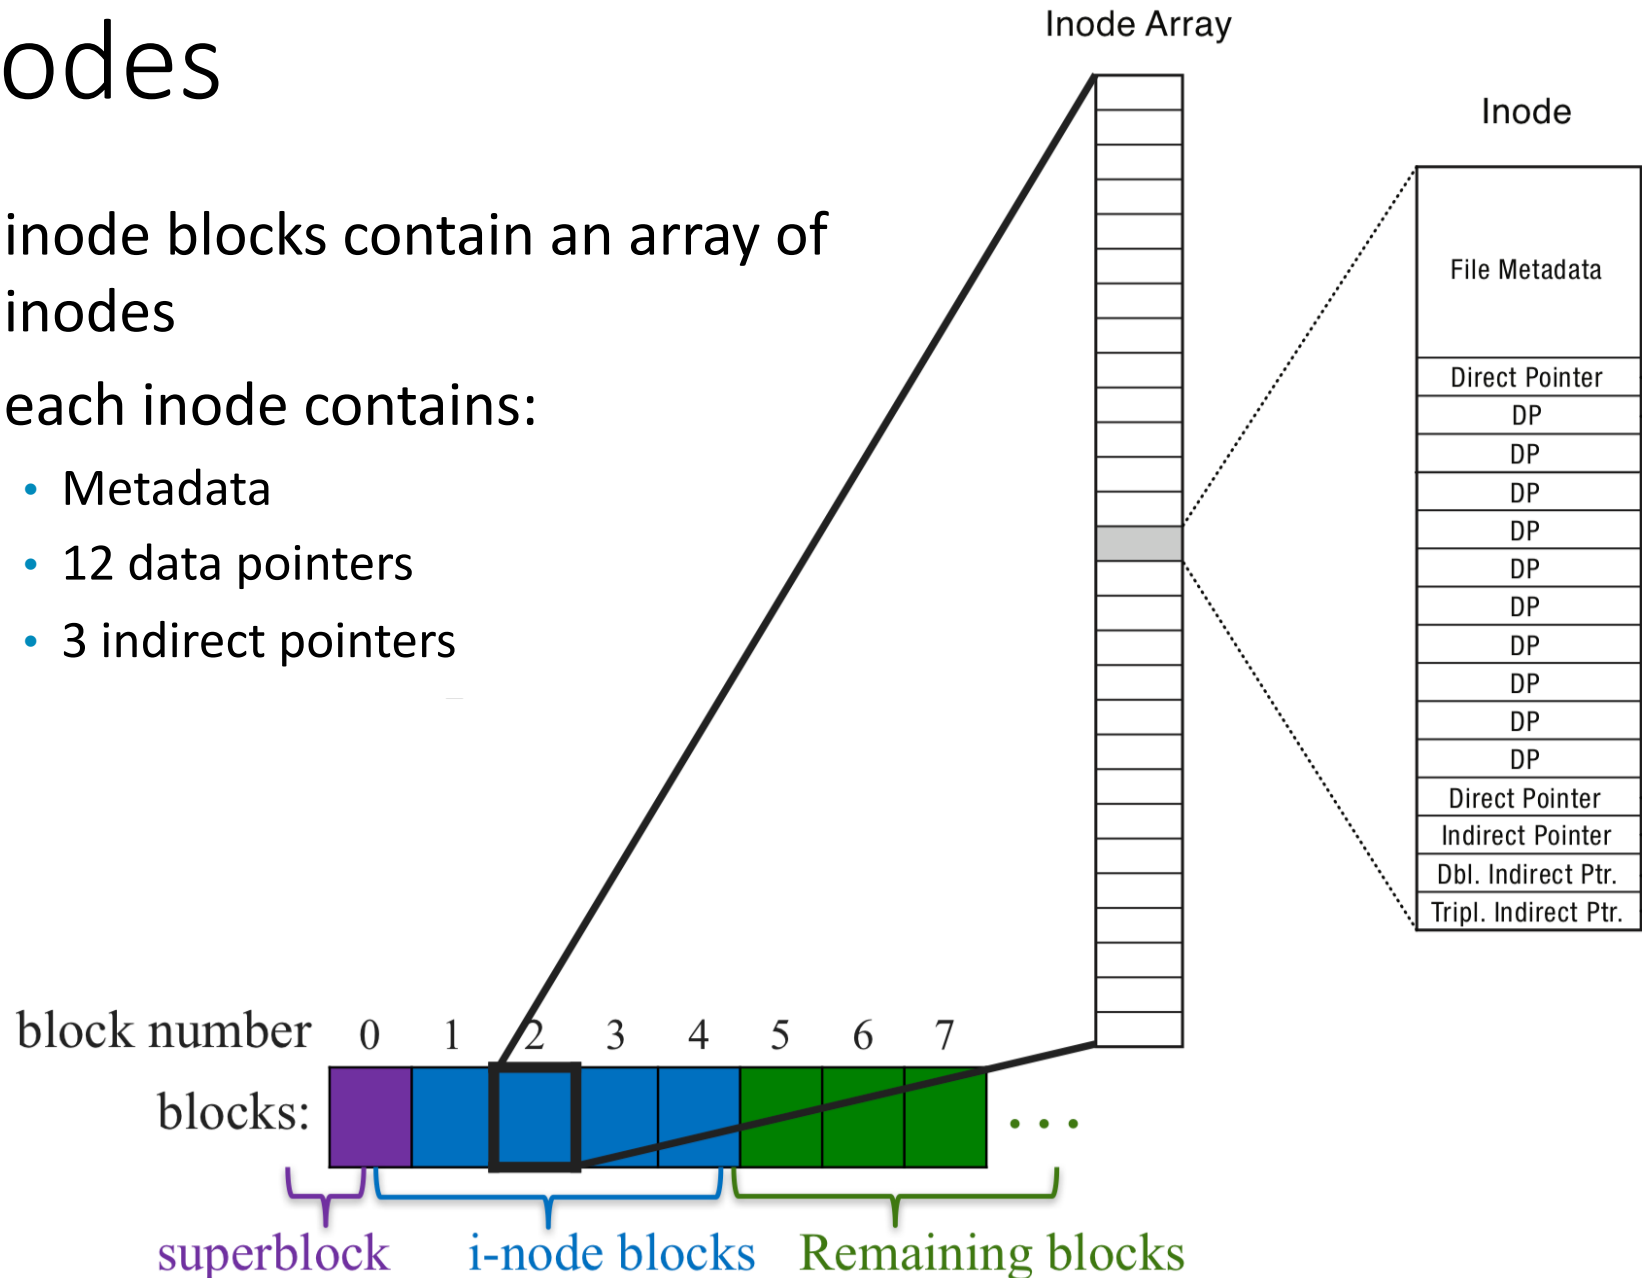 odes
inode blocks contain an array of
inodes
each inode contains:
• Metadata
• 12 data pointers
• 3 indirect pointers
Inode Array
Inode
File Metadata
Direct Pointer
DP
DP
DP
DP
DP
DP
DP
DP
DP
DP
Direct Pointer
Indirect Pointer
Dbl. Indirect Ptr.
Tripl. Indirect Ptr.
block number 0 1 2 3 4 5 6 7
blocks: ...
superblock i-node blocks Remaining blocks